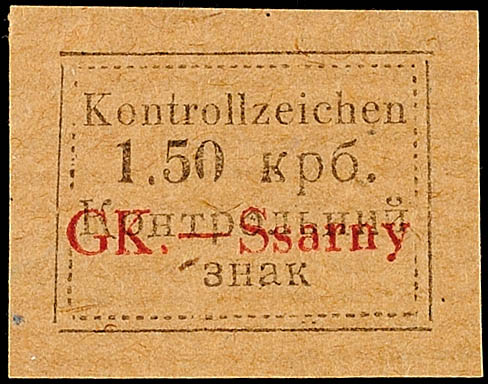 Kontrollzeichen
1.50 крб.
Контрольний
GK. — Ssarny
знак